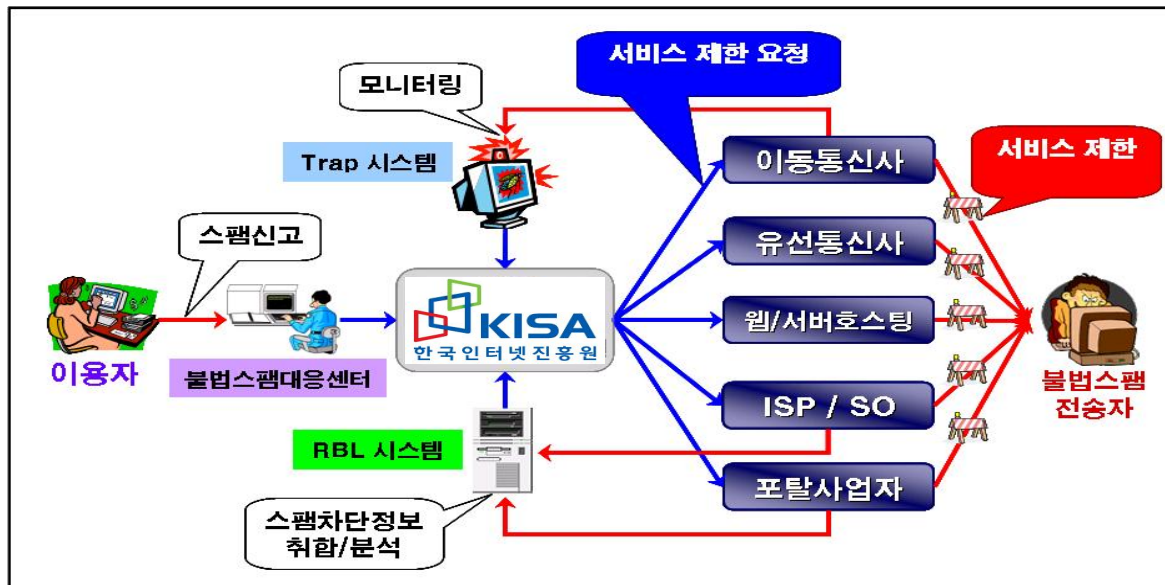 서비스 제한 요청
모니터링
Trap 시스템
이동통신사
서비스 제한
스팸신고
유선통신사
KISA
한국인터넷진흥원
웹/서버호스팅
이용자
불법스팸대응센터
불법스팸
전송자
ISP / SO
RBL 시스템
포탈사업자
스팸차단정보
취합/분석